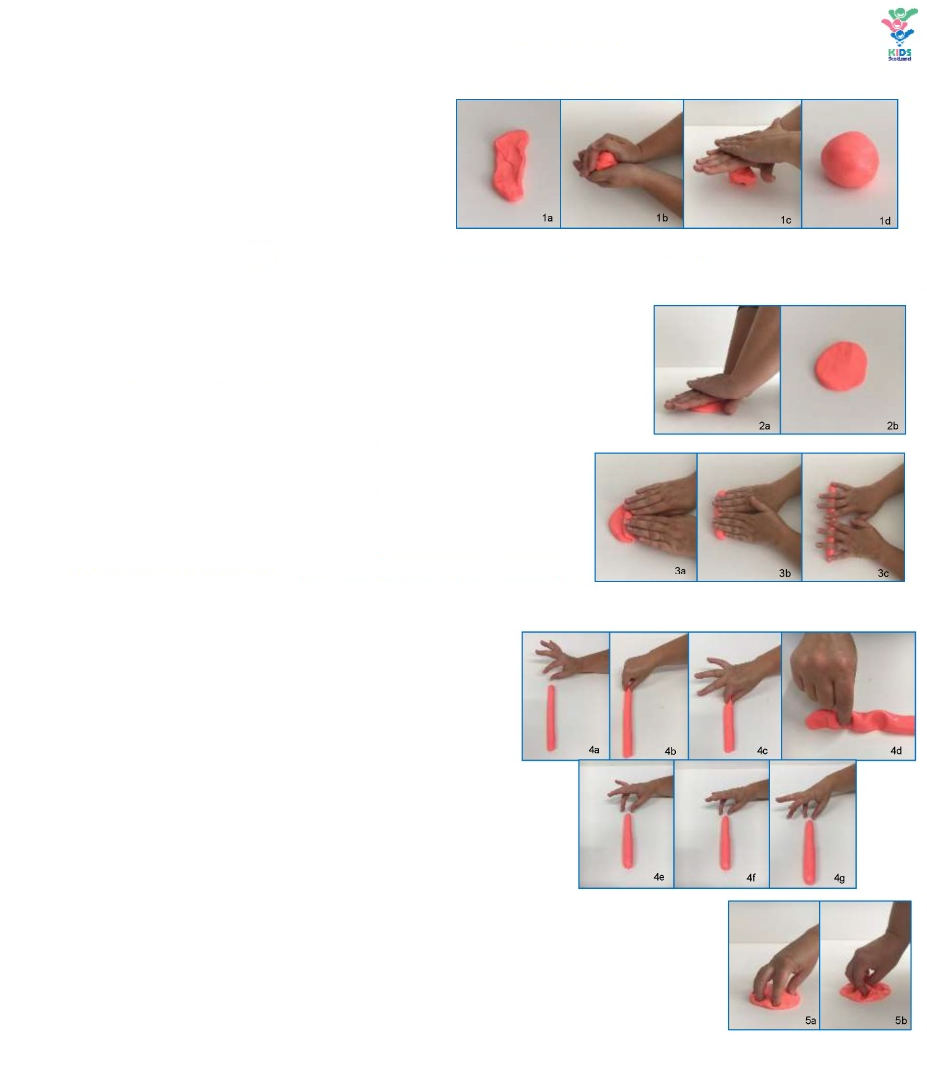 KIDS
Scotland
1a 1b 1c 1d
2a 2b
3a 3b 3c
4a 4b 4c 4d
4e 4f 4g
5a 5b